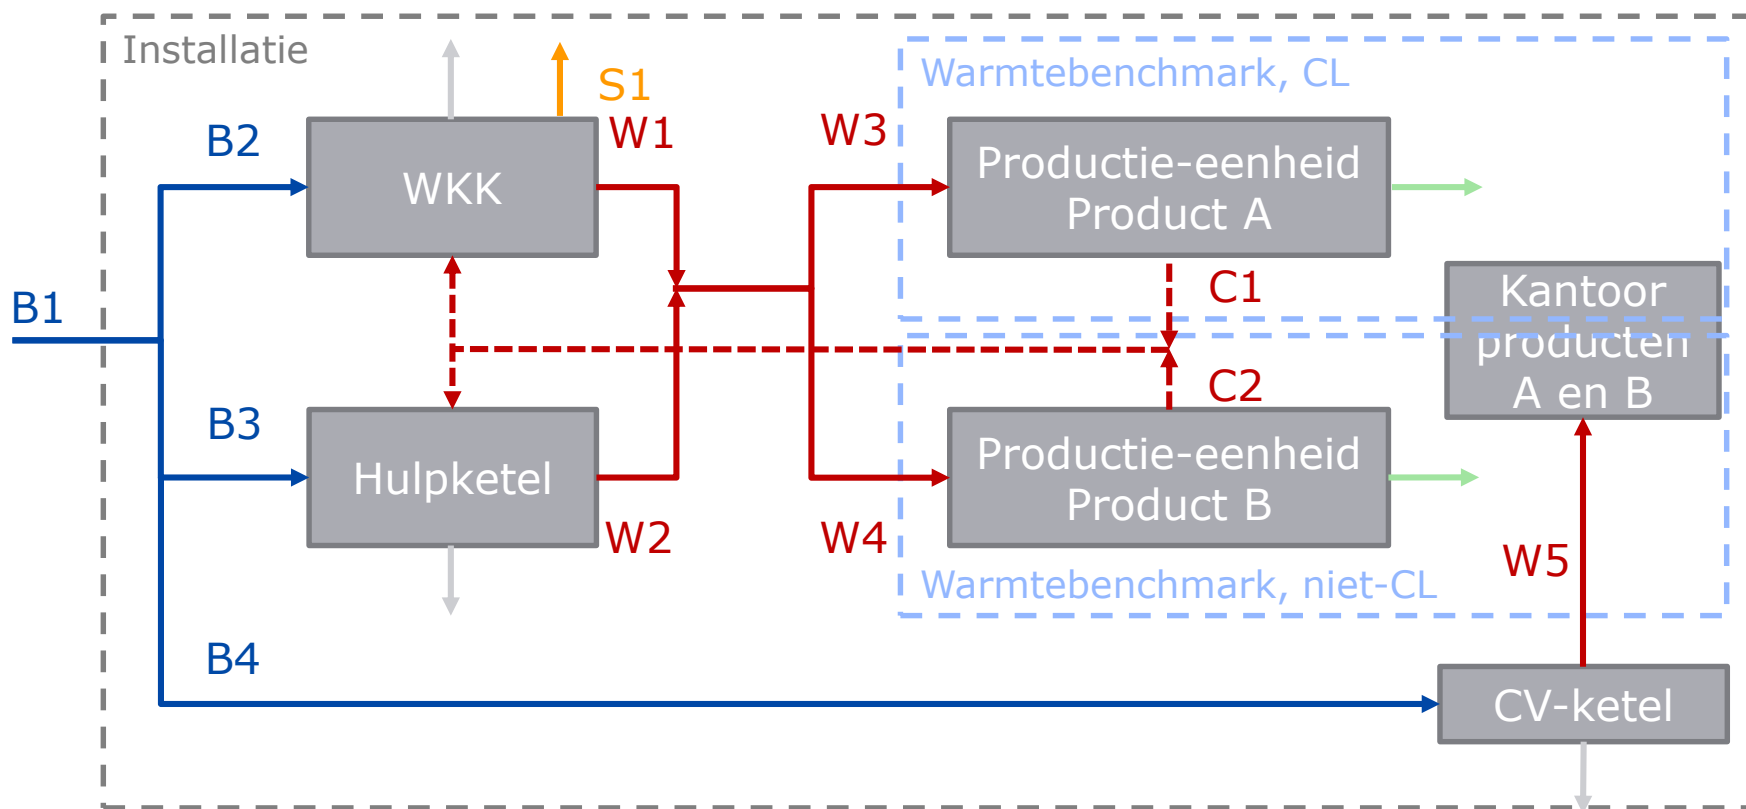 Installatie
Warmtebenchmark, CL
S1
B2
W1
W3
WKK
Productie-eenheid
Product A
B1
C1
Kantoor
producten
A en B
C2
B3
Hulpketel
Productie-eenheid
Product B
W2
W4
W5
Warmtebenchmark, niet-CL
B4
CV-ketel